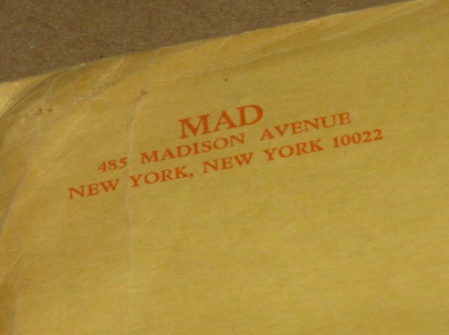 MAD
485 MADISON AVENUE
NEW YORK, NEW YORK 10022